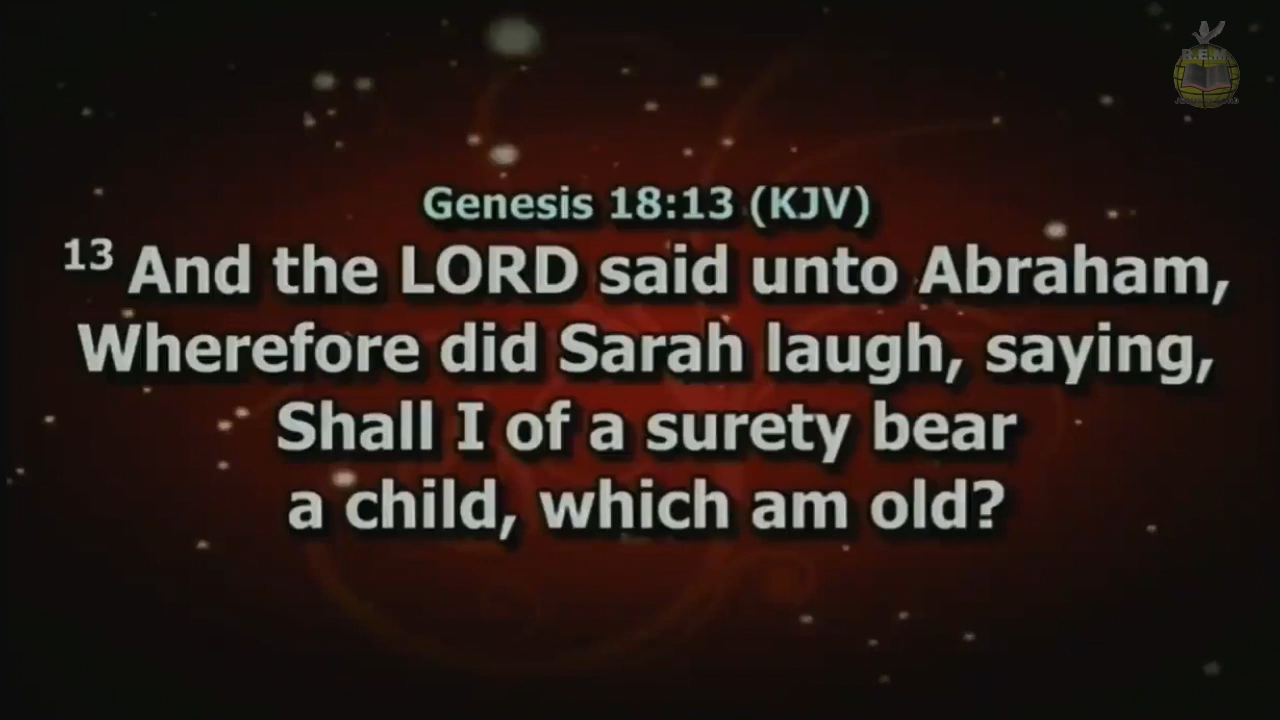 R.E.M.
Genesis 18:13 (KJV)
13 And the LORD said unto Abraham,
Wherefore did Sarah laugh, saying,
Shall I of a surety bear
a child, which am old?